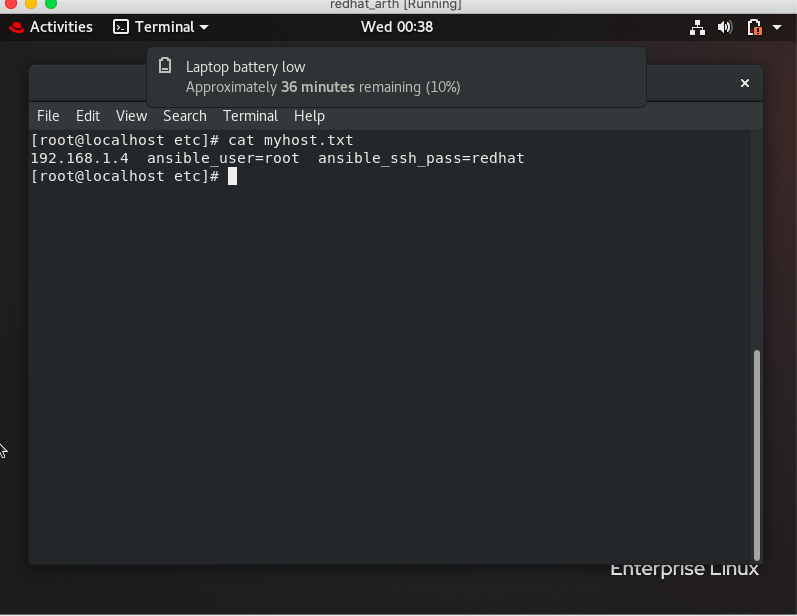 redhat_arth [Running]
Activities Terminal Wed 00:38
Laptop battery low
Approximately 36 minutes remaining (10%)
File Edit View Search Terminal Help
[root@localhost etc]# cat myhost.txt
192.168.1.4  ansible_user=root  ansible_ssh_pass=redhat
[root@localhost etc]#
Enterprise Linux